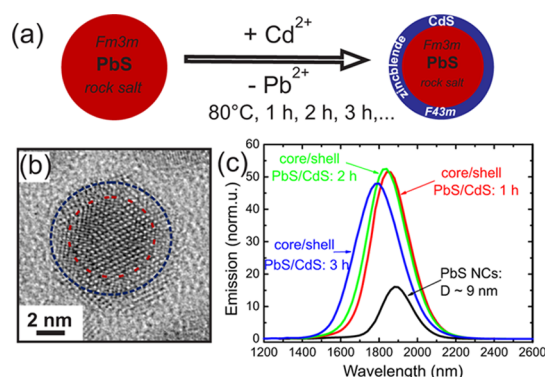 (a)
Fm3m
PbS
rock salt
+ Cd2+
- Pb2+
80°C, 1 h, 2 h, 3 h,...
CdS
zincblende
Fm3m
PbS
rock salt
F43m
(b)
2 nm
(c)
Emission (norm.u.)
60
50
40
30
20
10
0
core/shell
PbS/CdS: 2 h
core/shell
PbS/CdS: 1 h
core/shell
PbS/CdS: 3 h
PbS NCs:
D ~ 9 nm
1200 1400 1600 1800 2000 2200 2400 2600
Wavelength (nm)